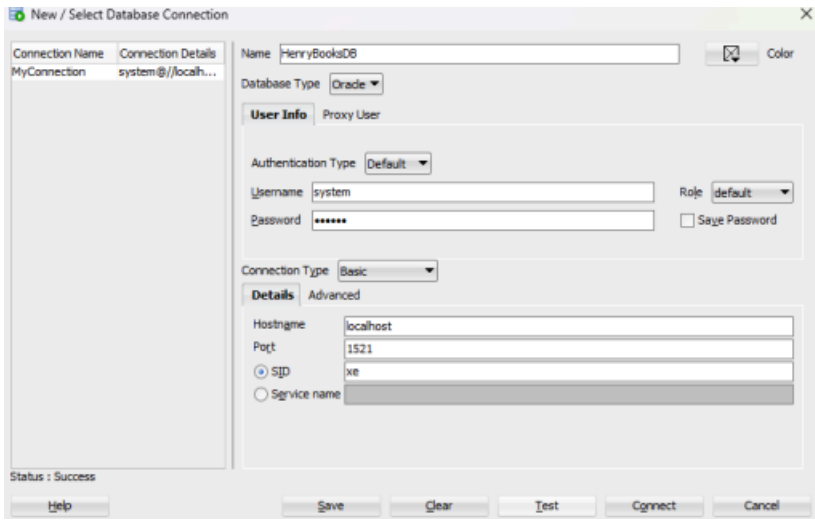 New / Select Database Connection
Connection Name Connection Details
MyConnection system@//localh...
Name HenryBooksDB Color
Database Type Oracle
User Info Proxy User
Authentication Type Default
Username system Role default
Password •••••• Save Password
Connection Type Basic
Details Advanced
Hostname localhost
Port 1521
SID xe
Service name
Status : Success
Help Save Clear Test Connect Cancel